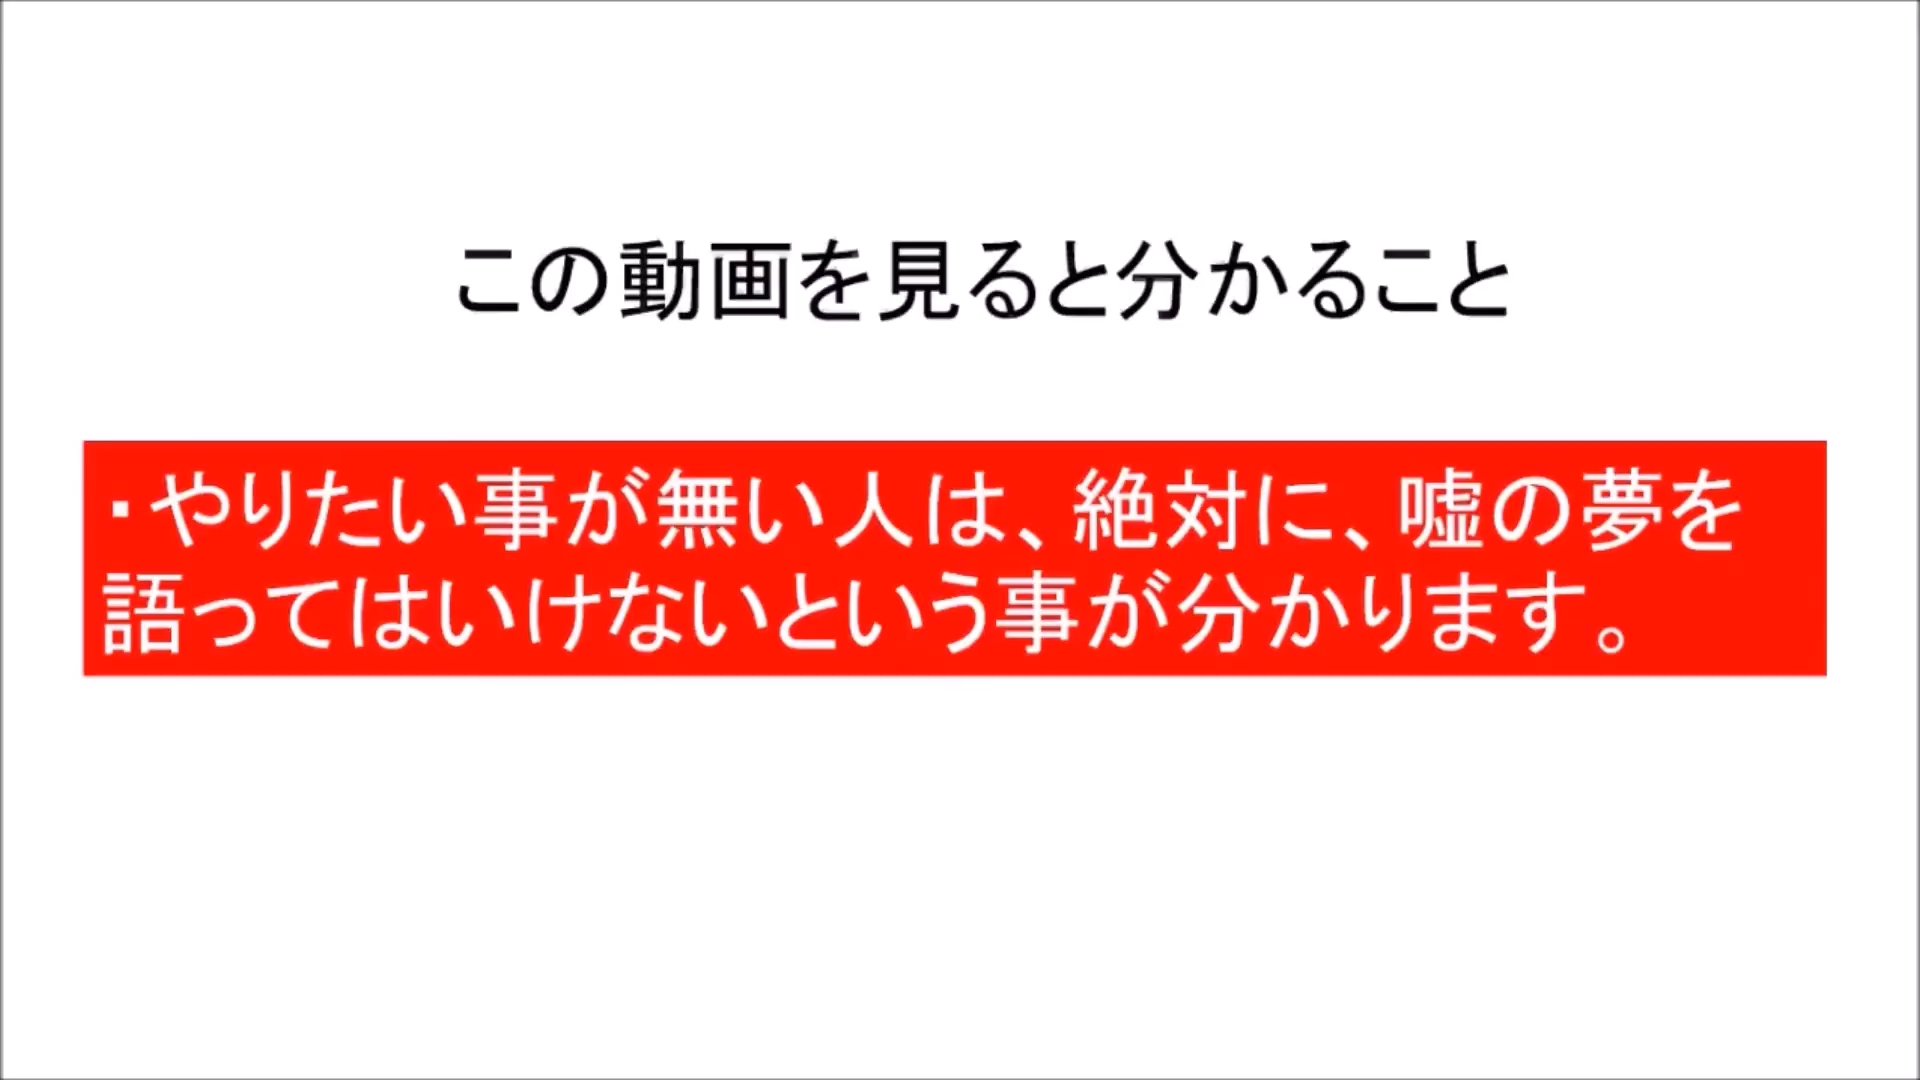 この動画を見ると分かること
・やりたい事が無い人は、絶対に、嘘の夢を
語ってはいけないという事が分かります。